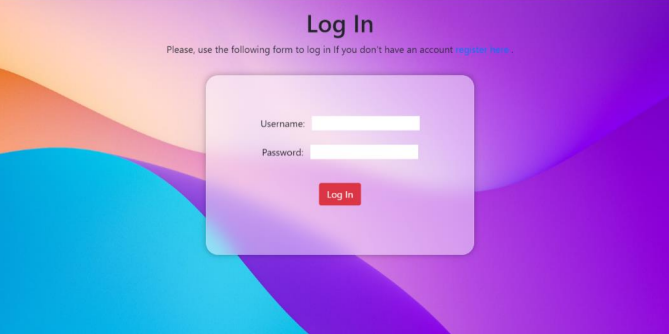 Log In
Please, use the following form to log in If you don't have an account register here .
Username:
Password:
Log In